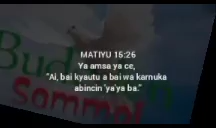 MATIYU 15:26
Ya amsa ya ce,
"Ai, bai kyautu a bai wa karnuka
abincin 'ya'ya ba."